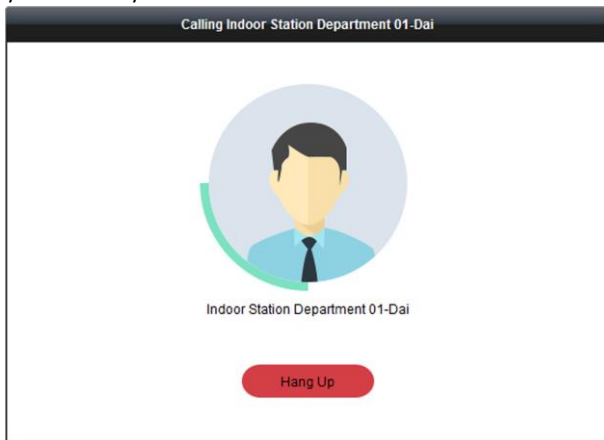 Calling Indoor Station Department 01-Dai
Indoor Station Department 01-Dai
Hang Up